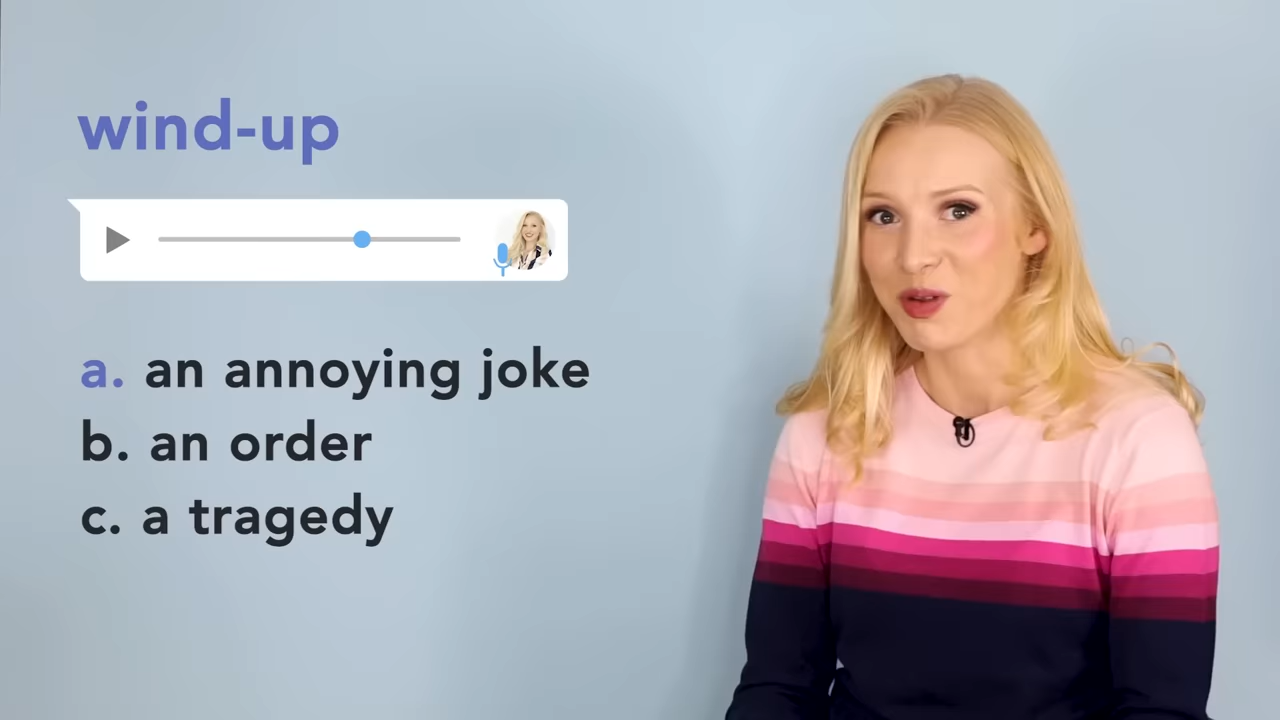 wind-up
a. an annoying joke
b. an order
c. a tragedy